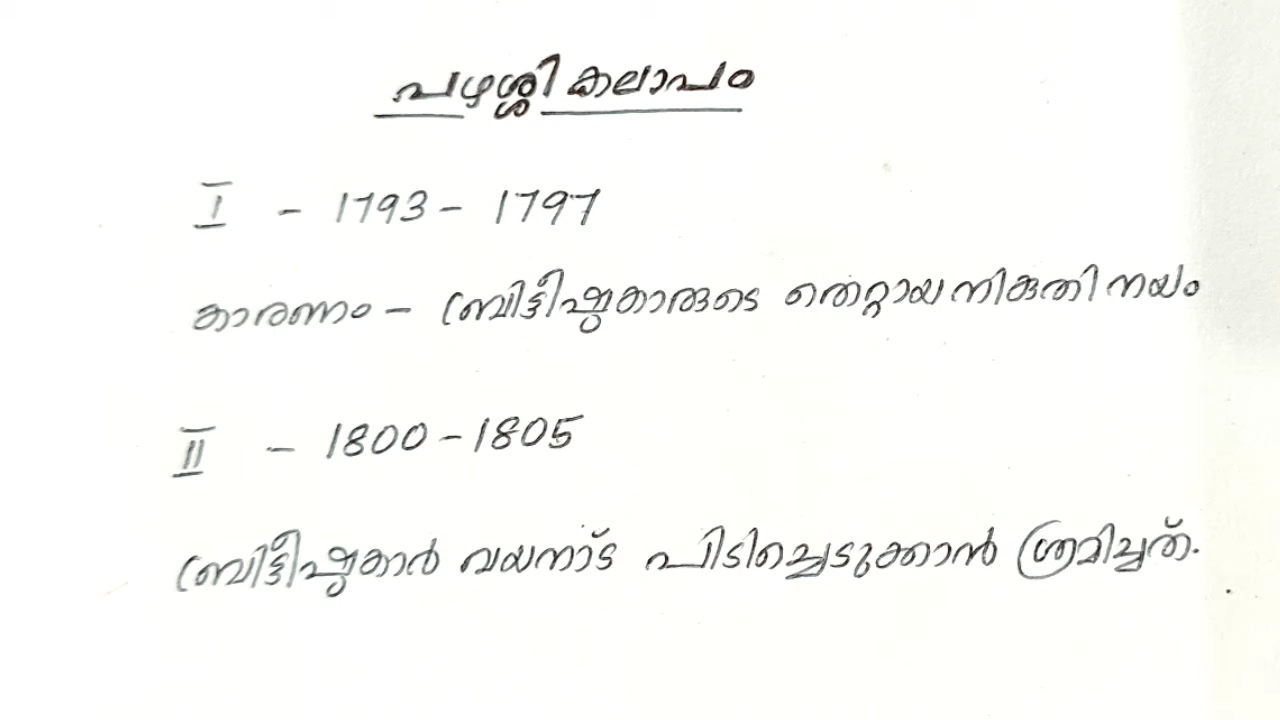 പഴശ്ശി കലാപം
I - 1793 - 1797
കാരണം - ബ്രിട്ടീഷുകാരുടെ തെറ്റായ നികുതി നയം
II - 1800 - 1805
ബ്രിട്ടീഷുകാർ വയനാട് പിടിച്ചെടുക്കാൻ ശ്രമിച്ചത്.